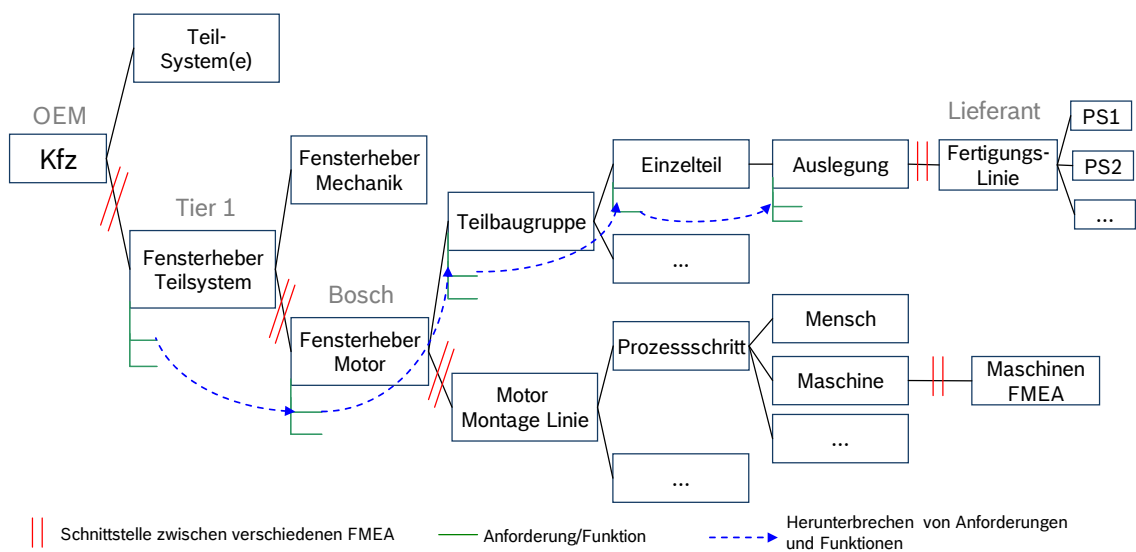 Teil-
System(e)
OEM
Kfz
Lieferant
PS1
PS2
...
Fensterheber
Mechanik
Einzelteil
Auslegung
Fertigungs-
Linie
Tier 1
Teilbaugruppe
Fensterheber
Teilsystem
...
Bosch
Fensterheber
Motor
Prozessschritt
Mensch
Maschine
Maschinen
FMEA
Motor
Montage Linie
...
...
Schnittstelle zwischen verschiedenen FMEA
Anforderung/Funktion
Herunterbrechen von Anforderungen
und Funktionen